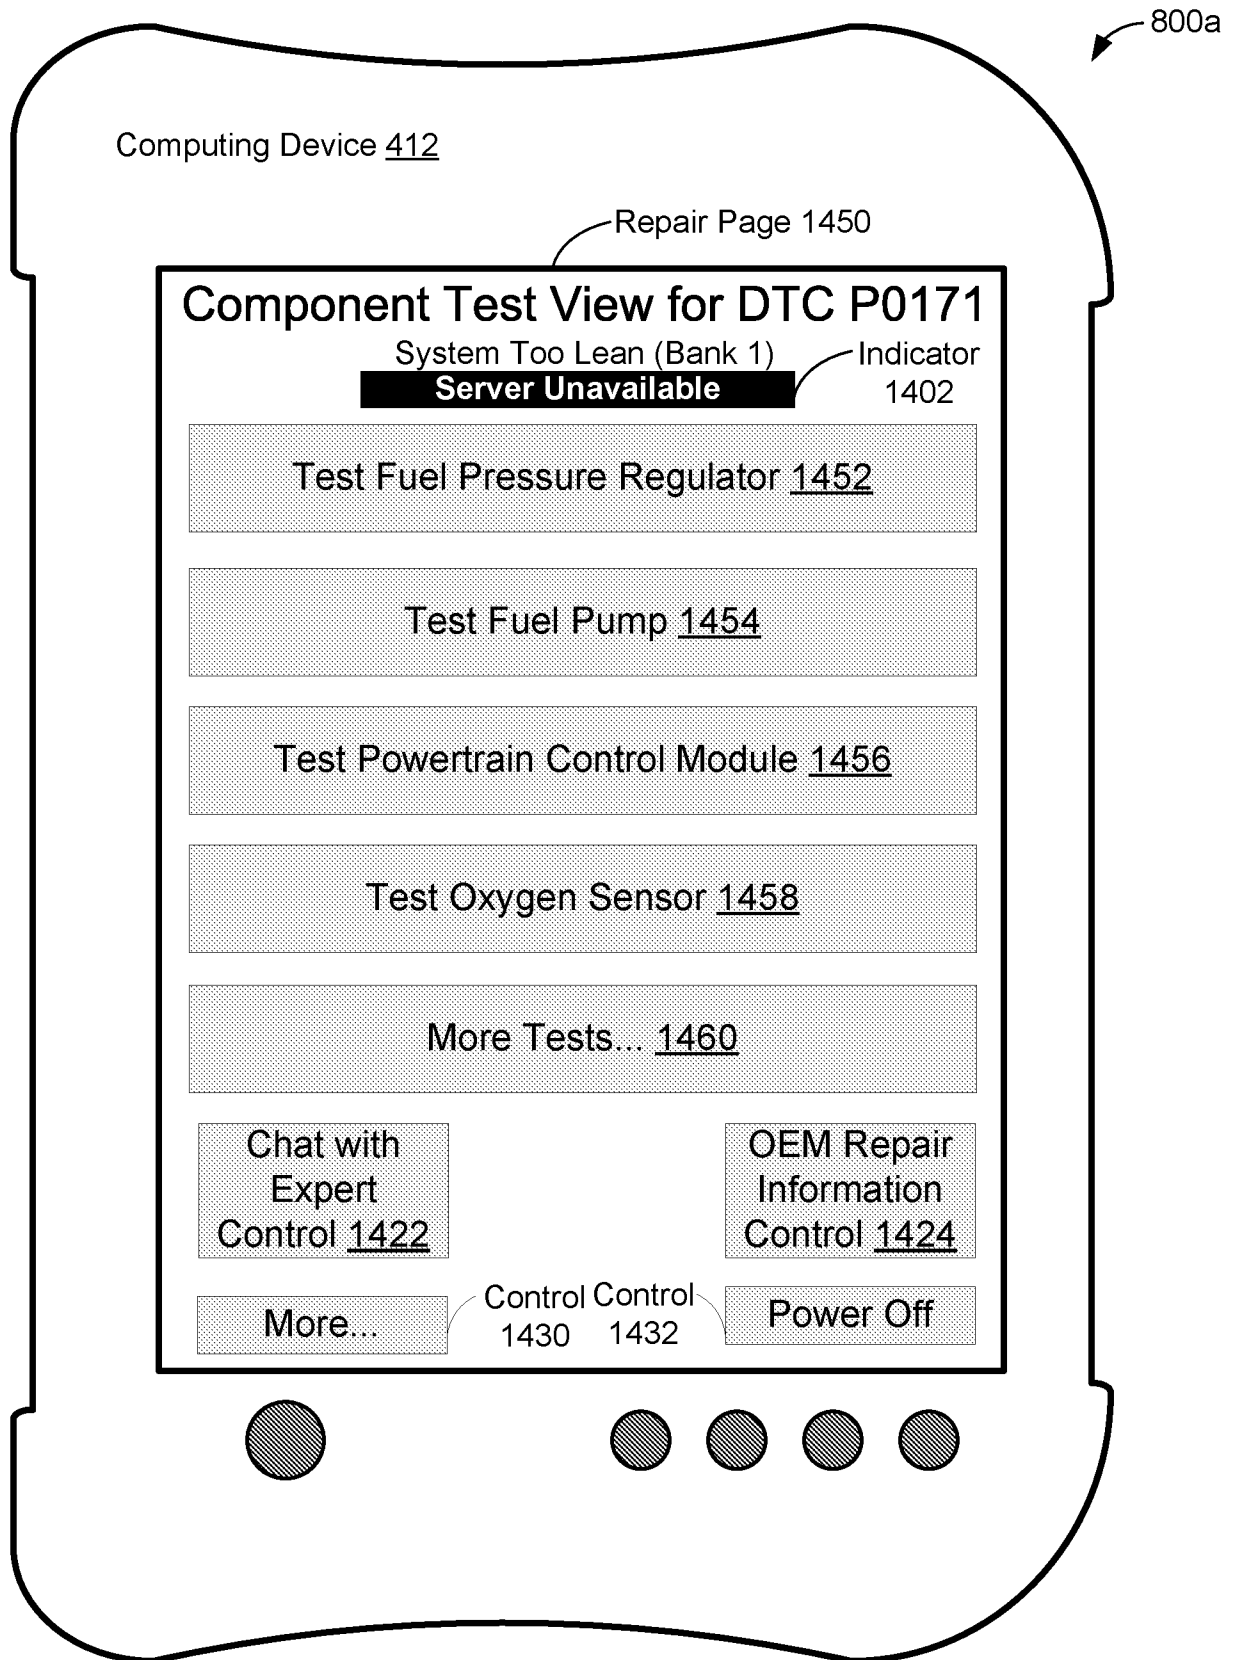 800a
Computing Device 412
Repair Page 1450
Component Test View for DTC P0171
System Too Lean (Bank 1)
Indicator
1402
Server Unavailable
Test Fuel Pressure Regulator 1452
Test Fuel Pump 1454
Test Powertrain Control Module 1456
Test Oxygen Sensor 1458
More Tests... 1460
Chat with
Expert
Control 1422
OEM Repair
Information
Control 1424
More...
Control
1430
Control
1432
Power Off